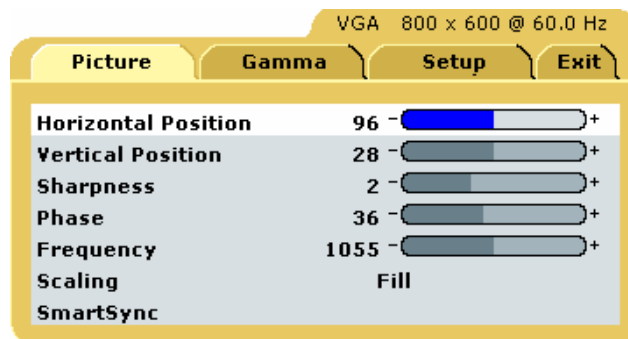 VGA 800 x 600 @ 60.0 Hz
Picture Gamma Setup Exit
Horizontal Position 96 - +
Vertical Position 28 - +
Sharpness 2 - +
Phase 36 - +
Frequency 1055 - +
Scaling Fill
SmartSync